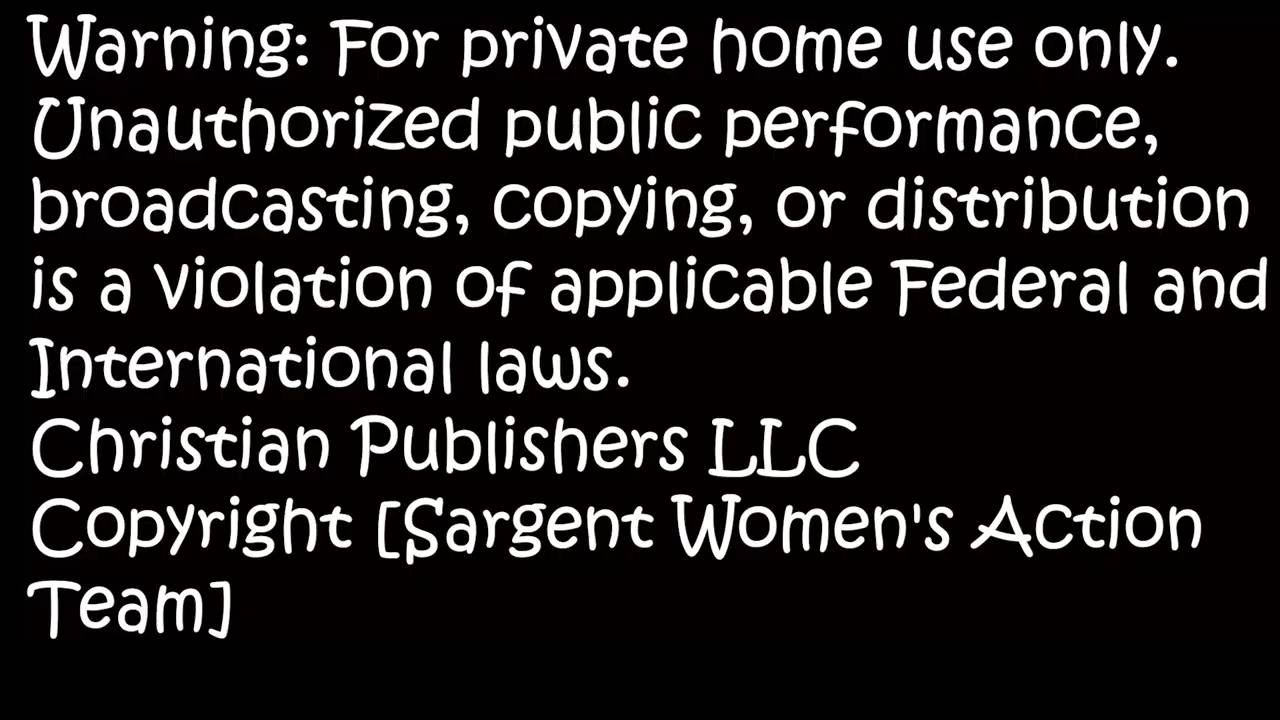 Warning: For private home use only.
Unauthorized public performance,
broadcasting, copying, or distribution
is a violation of applicable Federal and
International laws.
Christian Publishers LLC
Copyright [Sargent Women's Action
Team]